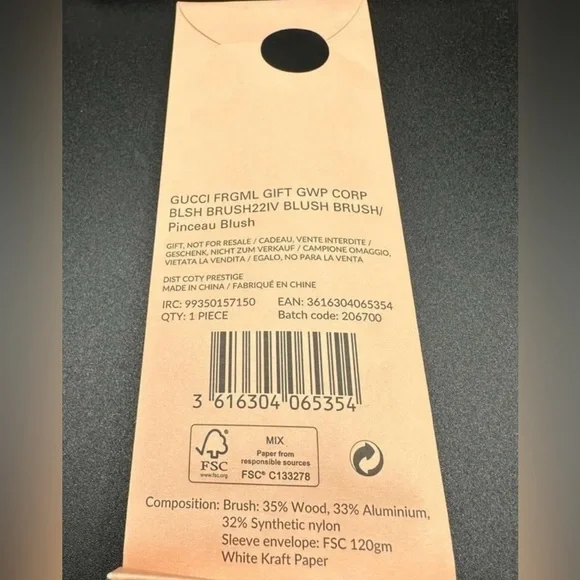 GUCCI FRGML GIFT GWP CORP
BLSH BRUSH22IV BLUSH BRUSH/
Pinceau Blush
GIFT, NOT FOR RESALE / CADEAU, VENTE INTERDITE /
GESCHENK, NICHT ZUM VERKAUF / CAMPIONE OMAGGIO,
VIETATA LA VENDITA / EGALO, NO PARA LA VENTA
DIST COTY PRESTIGE
MADE IN CHINA / FABRIQUÉ EN CHINE
IRC: 99350157150 EAN: 3616304065354
QTY: 1 PIECE Batch code: 206700
3 616304 065354
FSC
www.fsc.org
MIX
Paper from
responsible sources
FSC® C133278
Composition: Brush: 35% Wood, 33% Aluminium,
32% Synthetic nylon
Sleeve envelope: FSC 120gm
White Kraft Paper